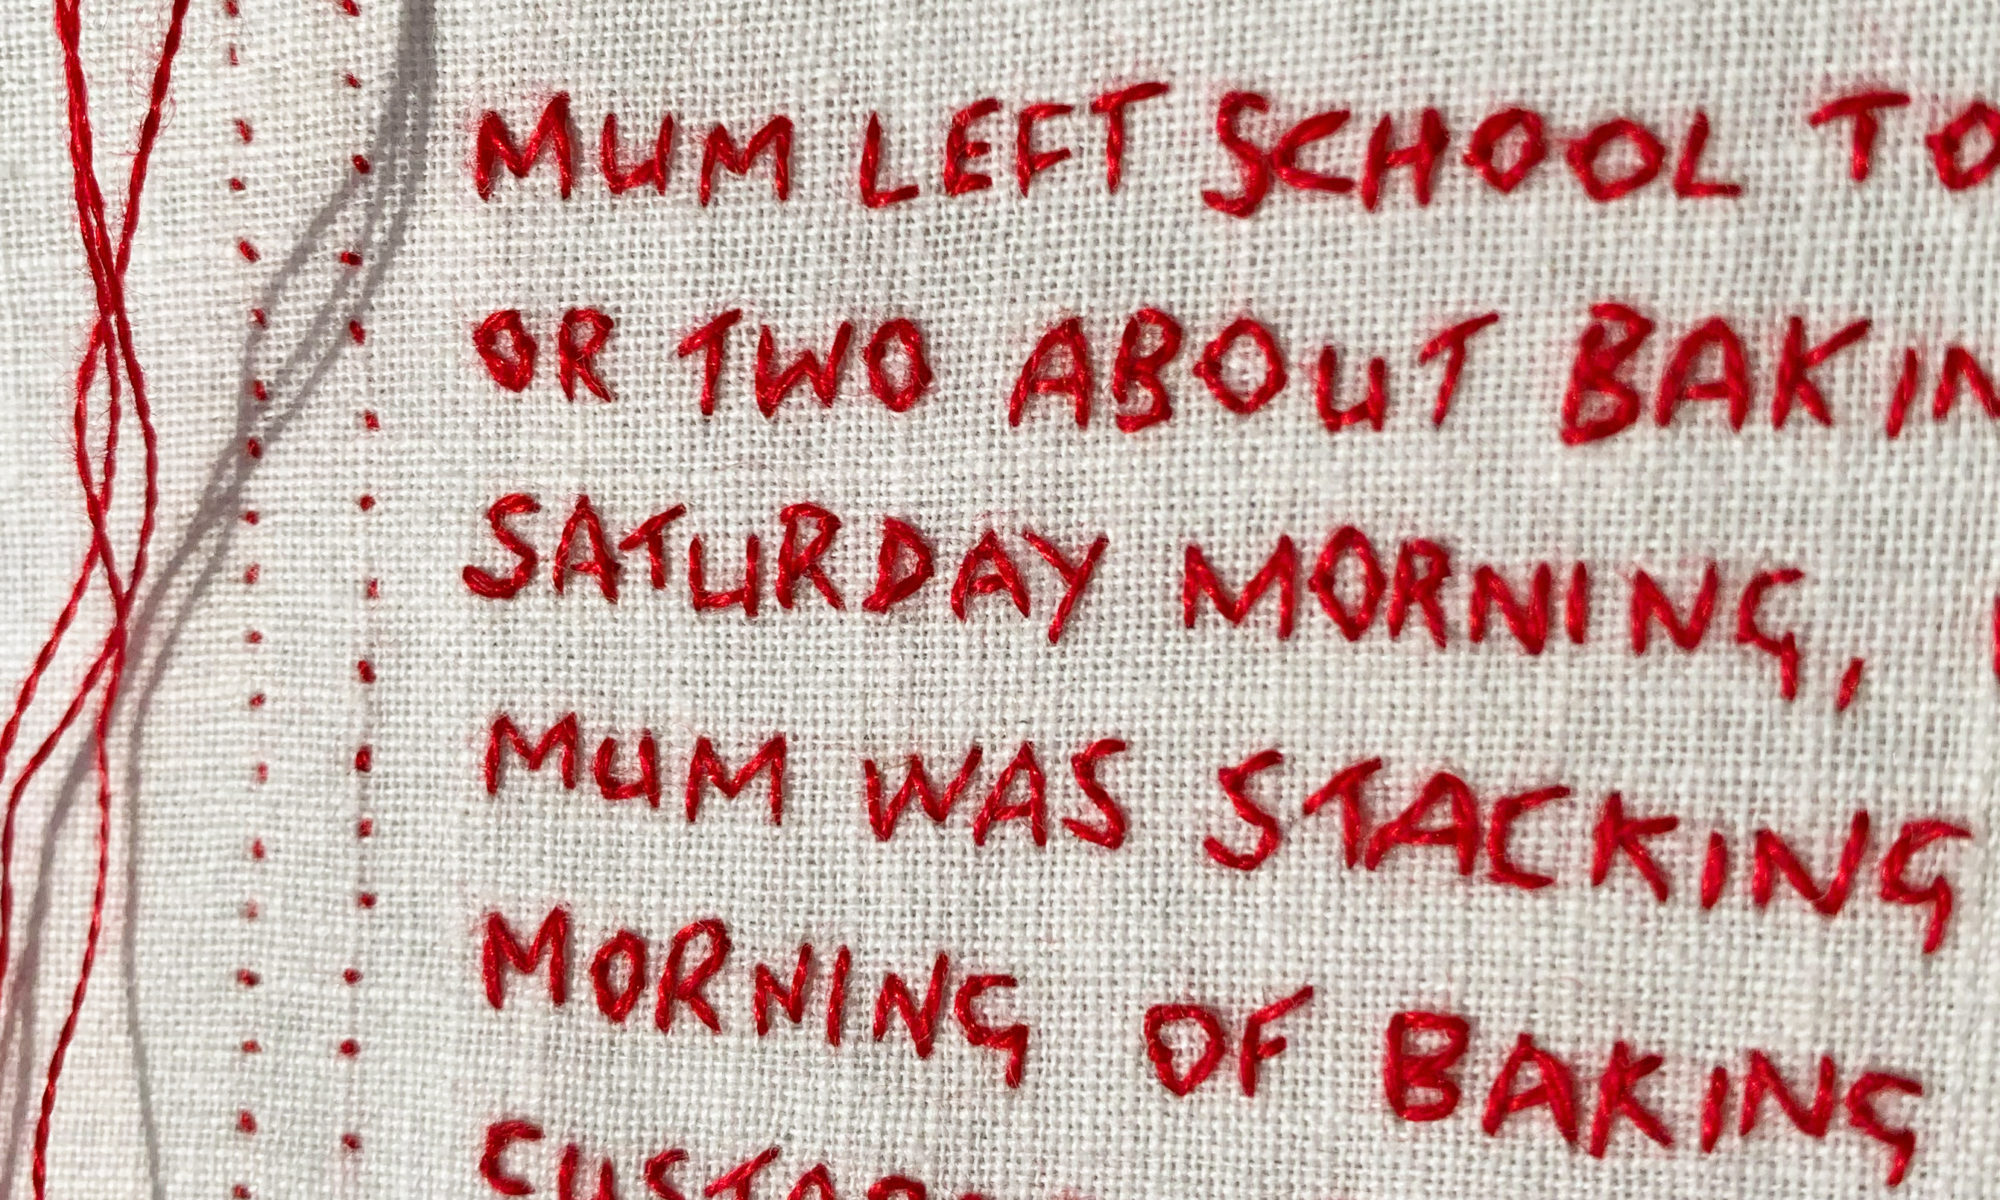 MUM LEFT SCHOOL TO
OR TWO ABOUT BAKIN
SATURDAY MORNING,
MUM WAS STACKING
MORNING OF BAKING